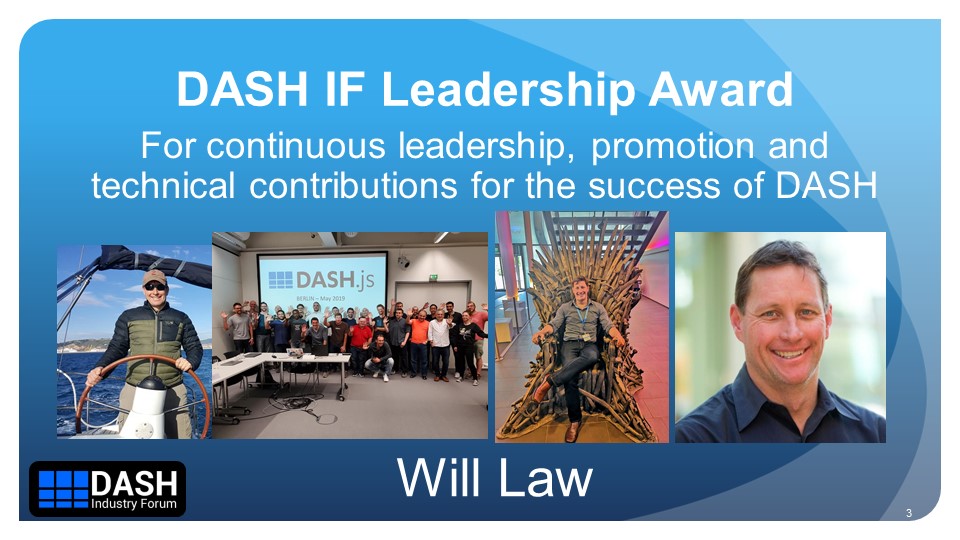 DASH IF Leadership Award
For continuous leadership, promotion and
technical contributions for the success of DASH
DASH.js
BERLIN – May 2019
Will Law
DASH
Industry Forum
3